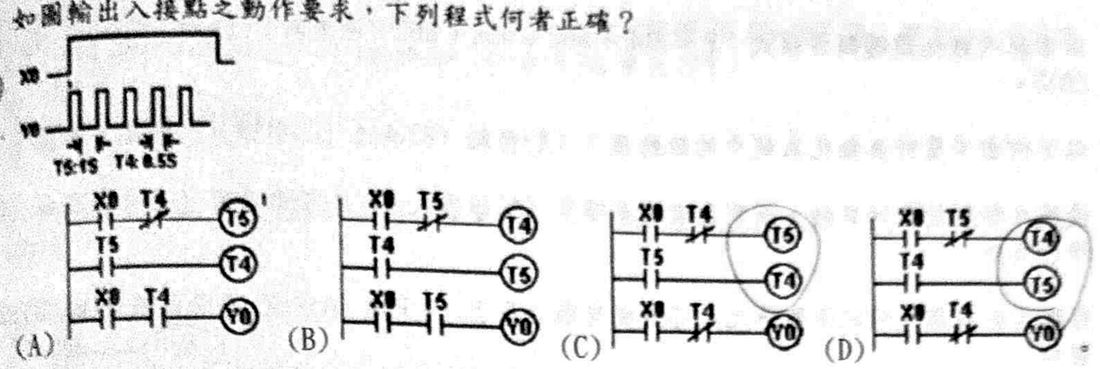 如圖輸出入接點之動作要求，下列程式何者正確？
X0
Y0
T5:1S T4:0.5S
X0 T4 T5
T5 T4
X0 T4 Y0
(A)
X0 T5 T4
T4 T5
X0 T5 Y0
(B)
X0 T4 T5
T5 T4
X0 T4 Y0
(C)
X0 T5 T4
T4 T5
X0 T4 Y0
(D)
。